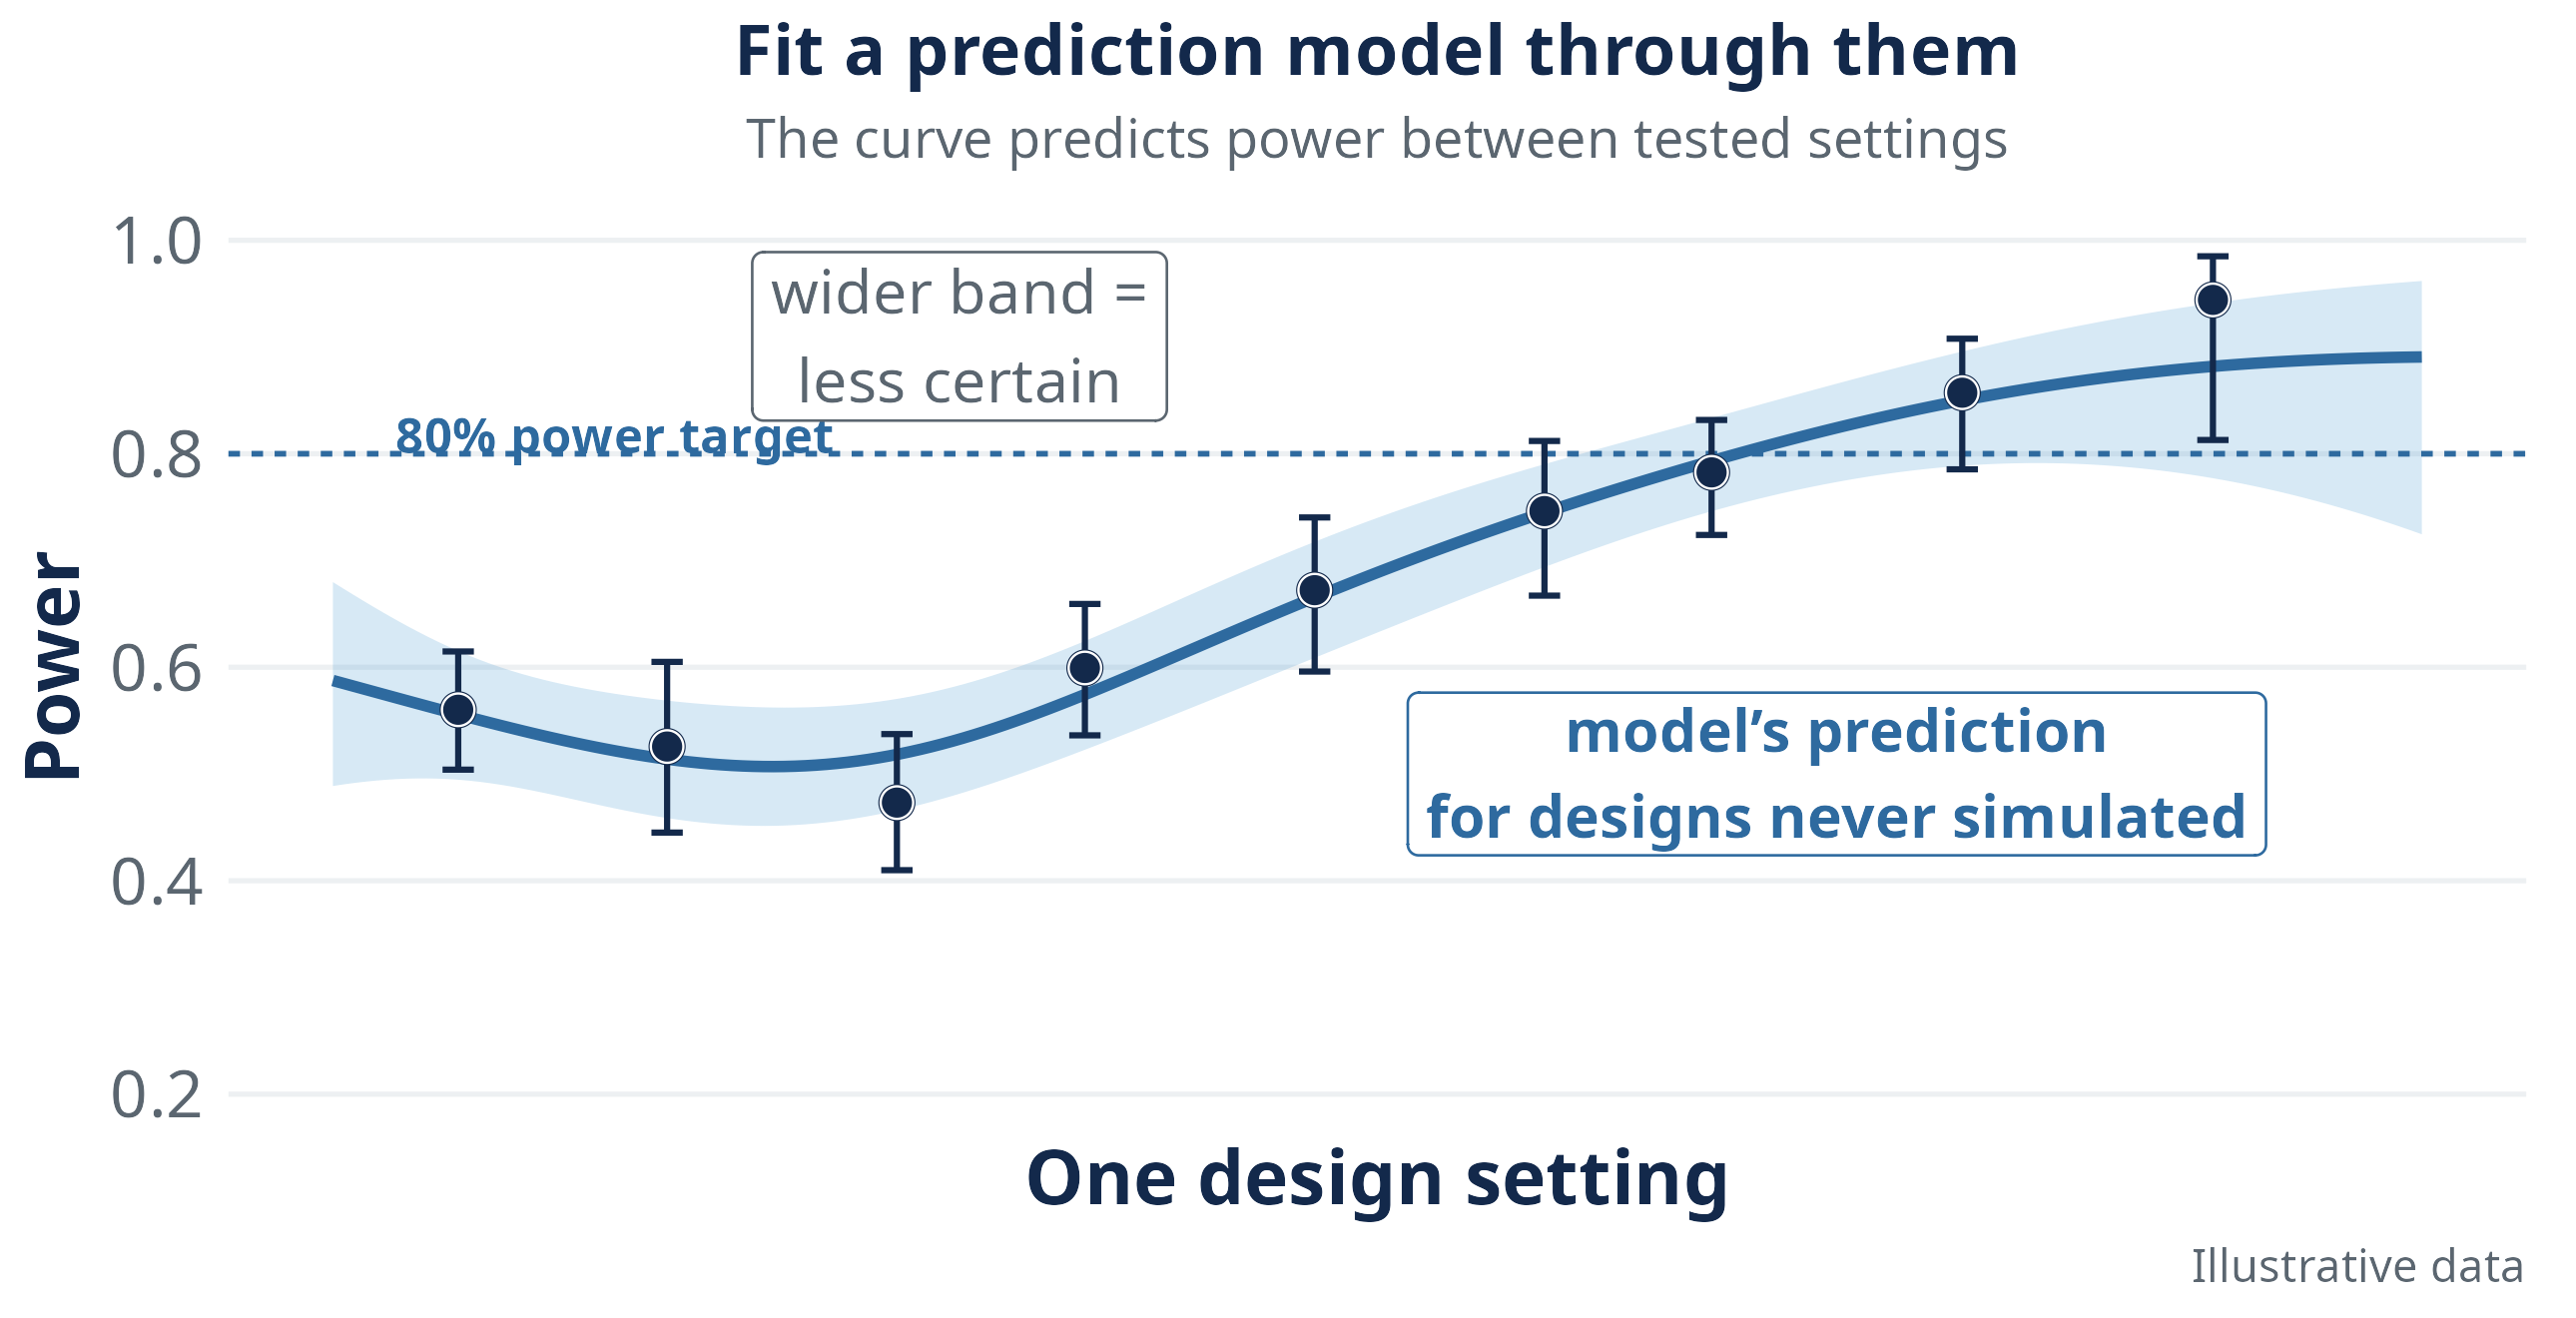 Fit a prediction model through them
The curve predicts power between tested settings
1.0
wider band =
less certain
80% power target
0.8
Power
0.6
model’s prediction
for designs never simulated
0.4
0.2
One design setting
Illustrative data